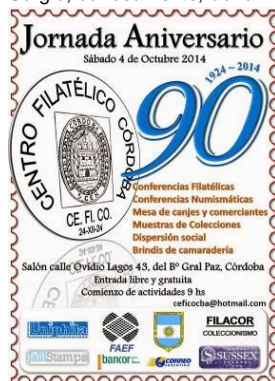 Jornada Aniversario
Sábado 4 de Octubre 2014
1924 ~ 2014
90
CENTRO FILATÉLICO CÓRDOBA
CE. FI. CO.
24-XII-24
Conferencias Filatélicas
Conferencias Numismáticas
Mesa de canjes y comerciantes
Muestras de Colecciones
Dispersión social
Brindis de camaradería
Salón calle Ovidio Lagos 43, del Bº Gral Paz, Córdoba
Entrada libre y gratuita
Comienzo de actividades 9 hs
ceficocba@hotmail.com
FAEF
FILACOR
COLECCIONISMO
bancor
CORREO
ARGENTINO
SUSSEX